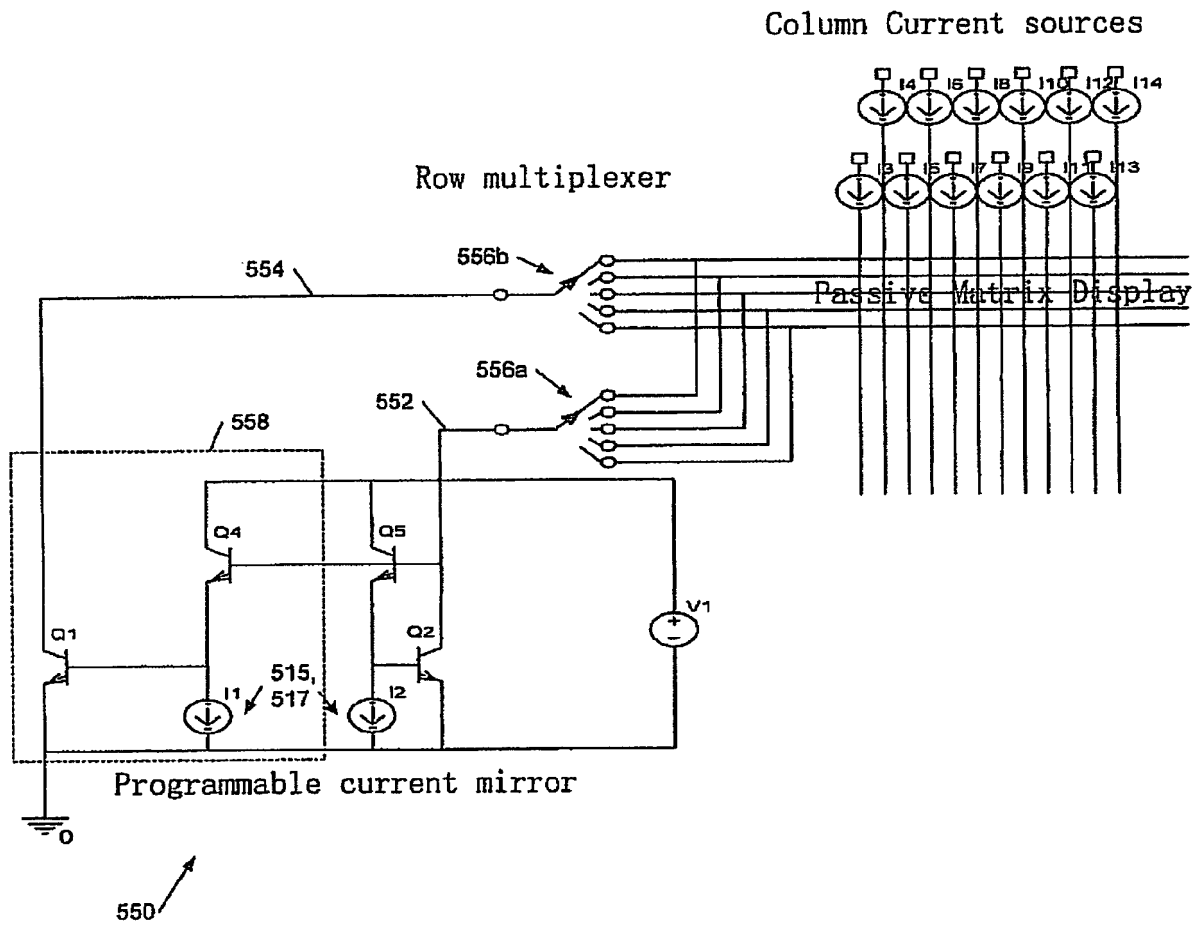 Column Current sources
I4 I6 I8 I10 I12 I14
I3 I5 I7 I9 I11 I13
Row multiplexer
554
556b
Passive Matrix Display
556a
552
558
Q4
Q5
V1
Q1
Q2
I1
515,
517
I2
Programmable current mirror
0
550